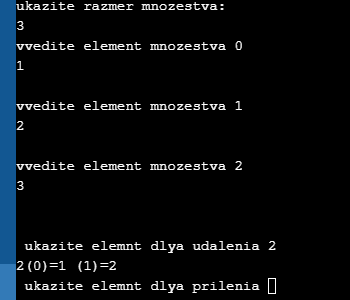 ukazite razmer mnozestva:
3
vvedite element mnozestva 0
1
vvedite element mnozestva 1
2
vvedite element mnozestva 2
3
ukazite elemnt dlya udalenia 2
2(0)=1 (1)=2
ukazite elemnt dlya prilenia